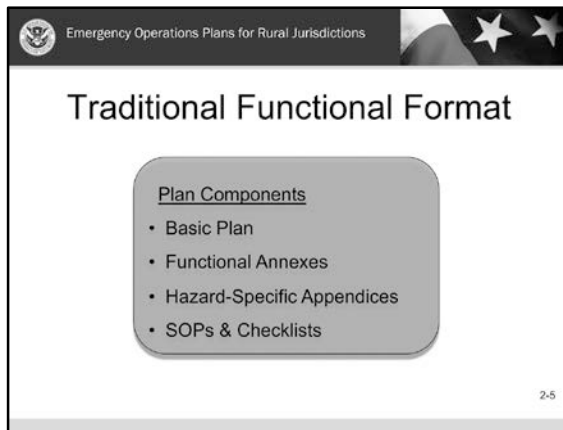 Emergency Operations Plans for Rural Jurisdictions
Traditional Functional Format
Plan Components
• Basic Plan
• Functional Annexes
• Hazard-Specific Appendices
• SOPs & Checklists
2-5